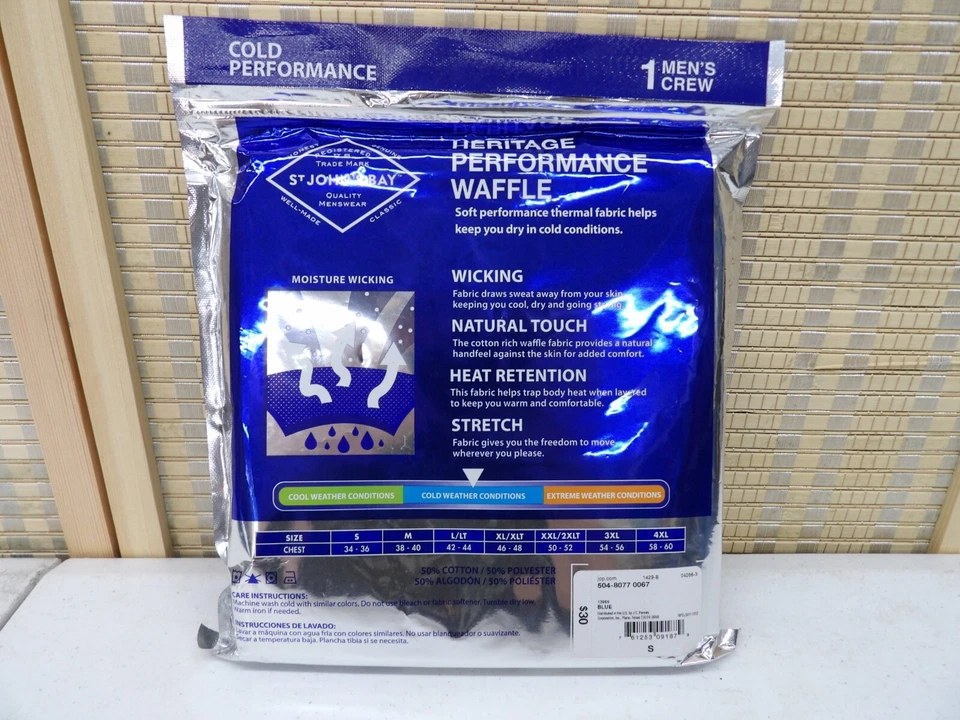 COLD
PERFORMANCE
1 MEN'S
CREW
HONEST GENUINE
REGISTERED
TRADE MARK
ST JOHN'S BAY
QUALITY
MENSWEAR
WELL-MADE CLASSIC
HERITAGE
PERFORMANCE
WAFFLE
Soft performance thermal fabric helps
keep you dry in cold conditions.
MOISTURE WICKING
WICKING
Fabric draws sweat away from your skin
keeping you cool, dry and going strong.
NATURAL TOUCH
The cotton rich waffle fabric provides a natural
handfeel against the skin for added comfort.
HEAT RETENTION
This fabric helps trap body heat when layered
to keep you warm and comfortable.
STRETCH
Fabric gives you the freedom to move
wherever you please.
COOL WEATHER CONDITIONS COLD WEATHER CONDITIONS EXTREME WEATHER CONDITIONS
SIZE S M L/LT XL/XLT XXL/2XLT 3XL 4XL
CHEST 34 - 36 38 - 40 42 - 44 46 - 48 50 - 52 54 - 56 58 - 60
50% COTTON / 50% POLYESTER
50% ALGODÓN / 50% POLIÉSTER
CARE INSTRUCTIONS:
Machine wash cold with similar colors. Do not use bleach or fabric softener. Tumble dry low.
Warm iron if needed.
INSTRUCCIONES DE LAVADO:
Lavar a máquina con agua fría con colores similares. No usar blanqueador o suavizante.
Secar a temperatura baja. Plancha tibia si se necesita.
jcp.com
504-8077 0067
BLUE
$30
S